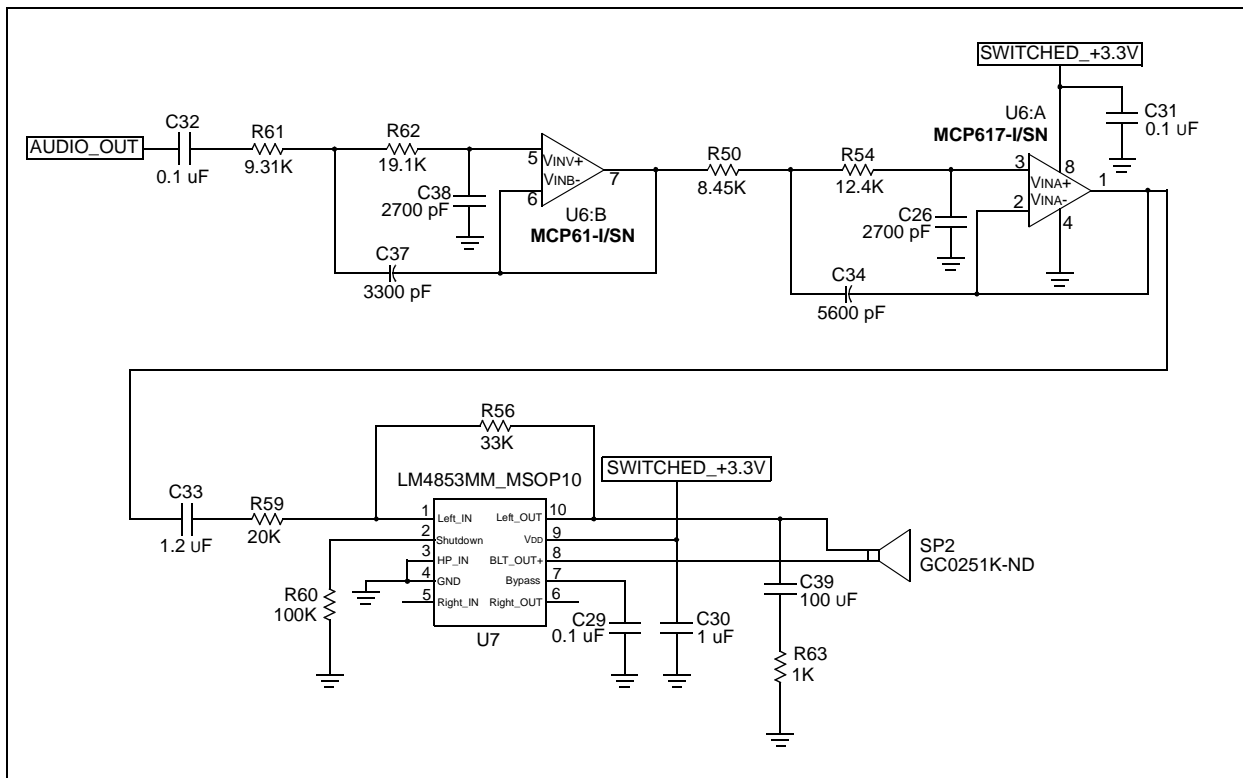 SWITCHED_+3.3V
AUDIO_OUT
C32
0.1 uF
R61
9.31K
R62
19.1K
C38
2700 pF
5
VINV+
VINB-
6
7
U6:B
MCP61-I/SN
C37
3300 pF
R50
8.45K
R54
12.4K
C26
2700 pF
C34
5600 pF
U6:A
MCP617-I/SN
3
VINA+
2
VINA-
8
1
4
C31
0.1 UF
R56
33K
SWITCHED_+3.3V
LM4853MM_MSOP10
C33
1.2 UF
R59
20K
1 Left_IN Left_OUT 10
2 Shutdown VDD 9
3 HP_IN BLT_OUT+ 8
4 GND Bypass 7
5 Right_IN Right_OUT 6
U7
R60
100K
C29
0.1 uF
C30
1 uF
C39
100 UF
R63
1K
SP2
GC0251K-ND